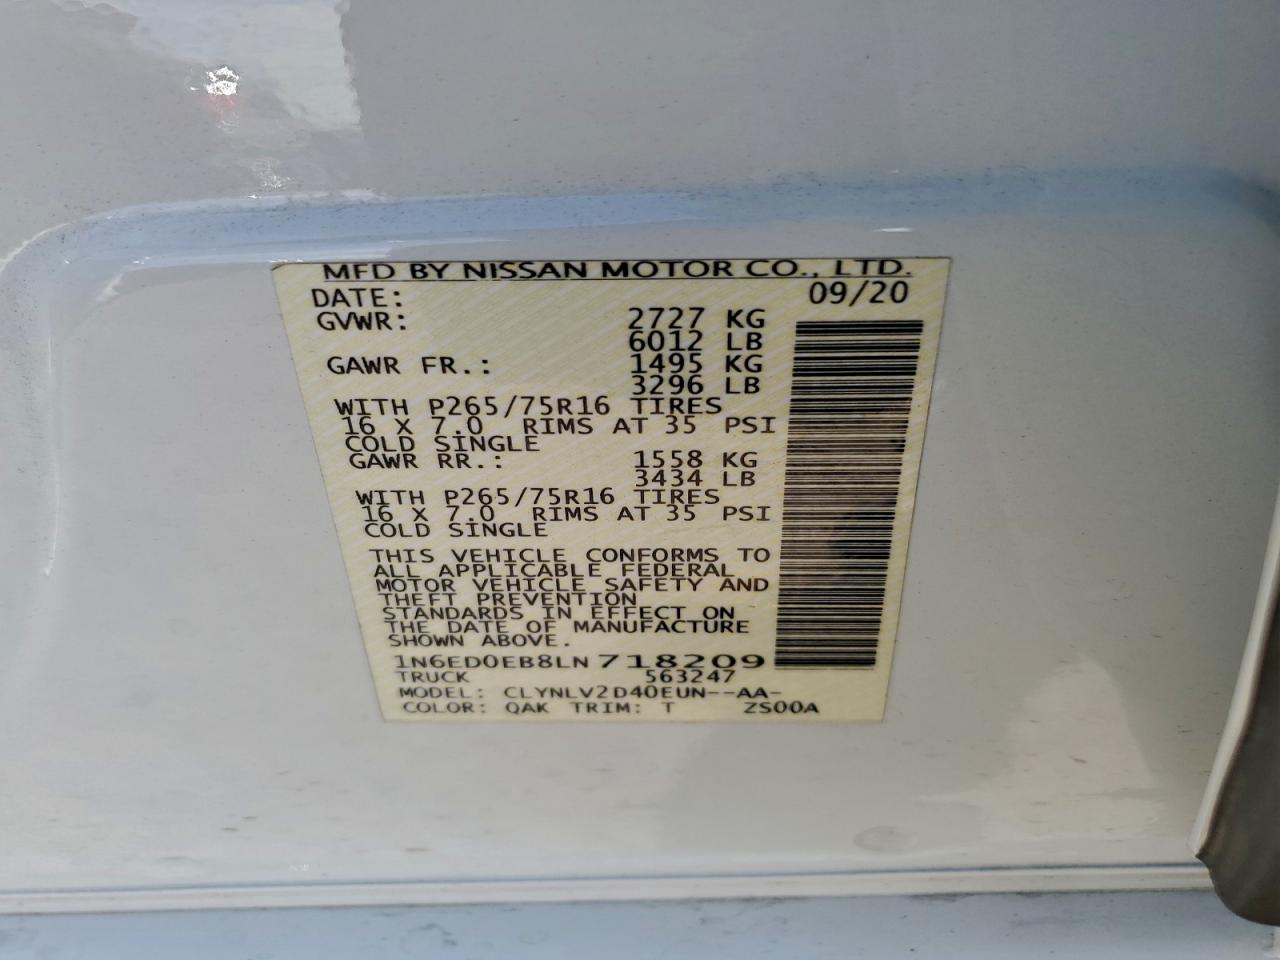 MFD BY NISSAN MOTOR CO., LTD.
DATE: 09/20
GVWR: 2727 KG
6012 LB
GAWR FR.: 1495 KG
3296 LB
WITH P265/75R16 TIRES
16 X 7.0 RIMS AT 35 PSI
COLD SINGLE
GAWR RR.: 1558 KG
3434 LB
WITH P265/75R16 TIRES
16 X 7.0 RIMS AT 35 PSI
COLD SINGLE
THIS VEHICLE CONFORMS TO
ALL APPLICABLE FEDERAL
MOTOR VEHICLE SAFETY AND
THEFT PREVENTION
STANDARDS IN EFFECT ON
THE DATE OF MANUFACTURE
SHOWN ABOVE.
1N6ED0EB8LN 718209
TRUCK 563247
MODEL: CLYNLV2D40EUN--AA-
COLOR: QAK TRIM: T ZS00A